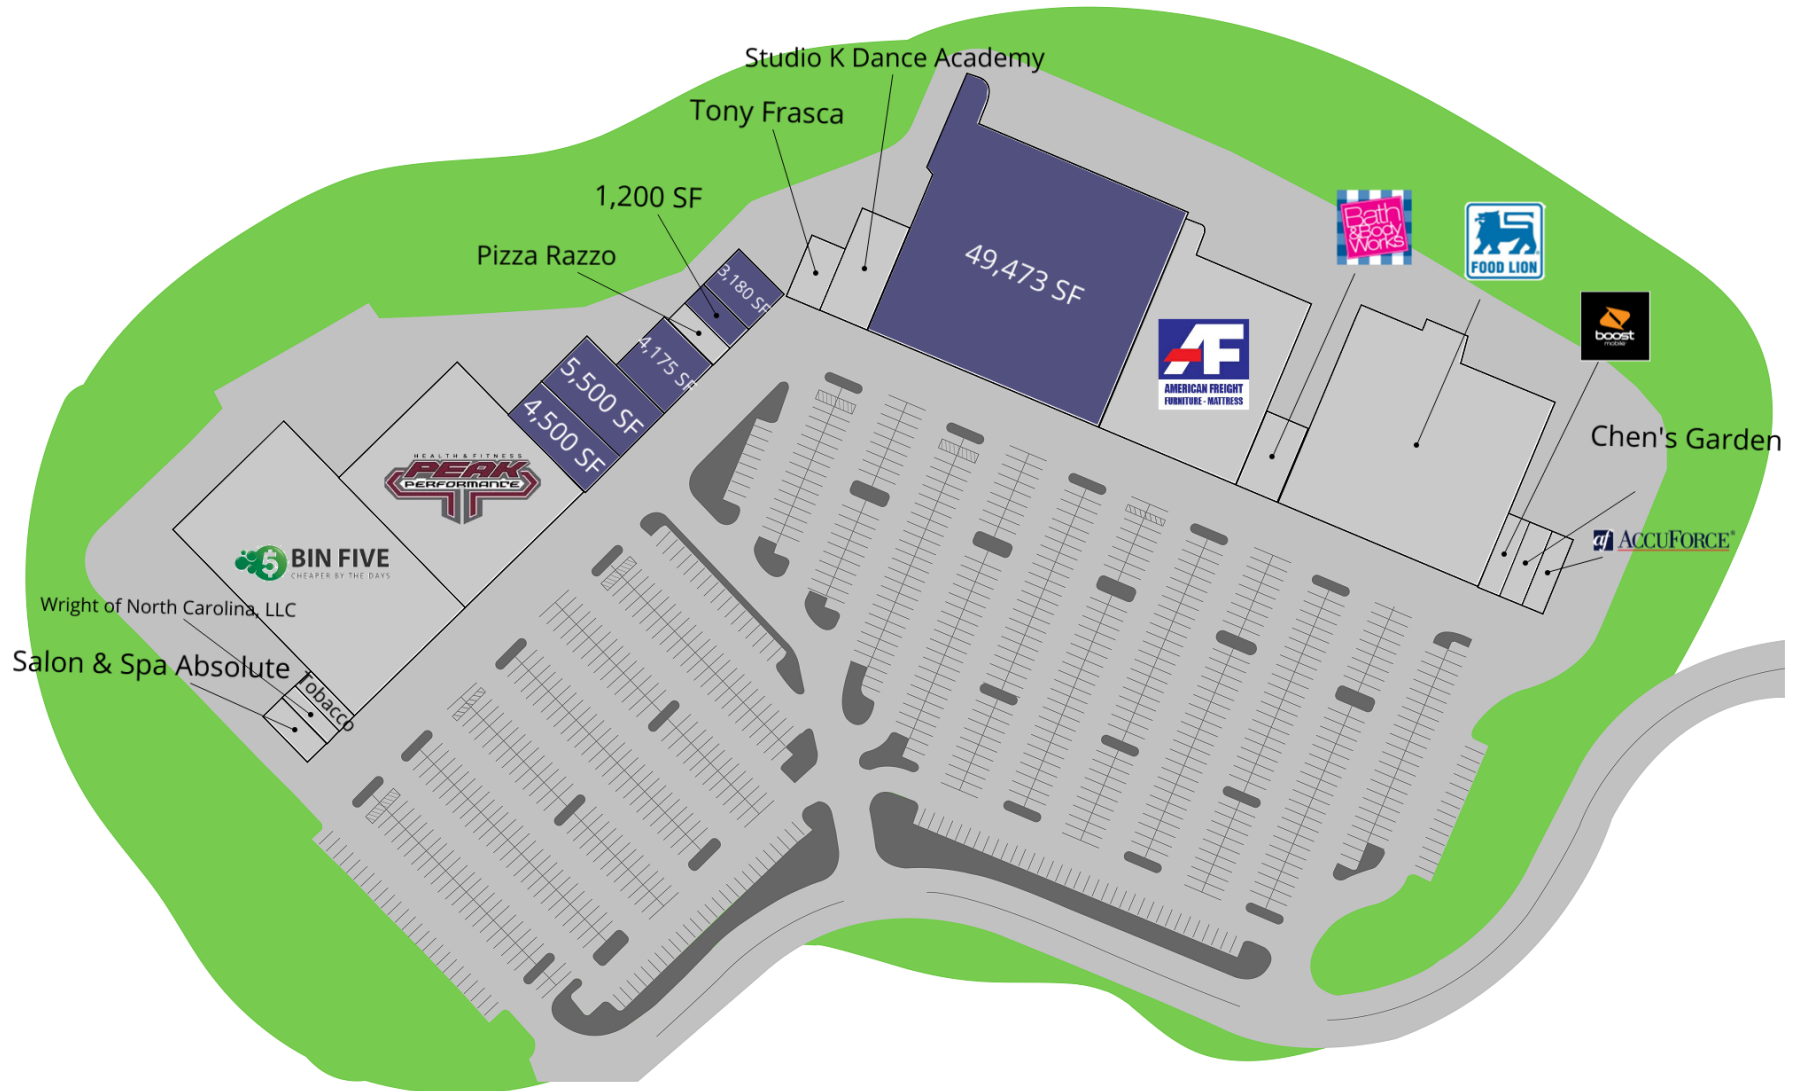 Studio K Dance Academy
Tony Frasca
1,200 SF
Pizza Razzo
3,180 SF
4,175 SF
5,500 SF
4,500 SF
49,473 SF
Bath
&Body
Works
FOOD LION
boost
mobile
AF
AMERICAN FREIGHT
FURNITURE - MATTRESS
Chen's Garden
af ACCUFORCE®
HEALTH & FITNESS
PEAK
PERFORMANCE
5 BIN FIVE
CHEAPER BY THE DAYS
Wright of North Carolina, LLC
Salon & Spa Absolute
Tobacco